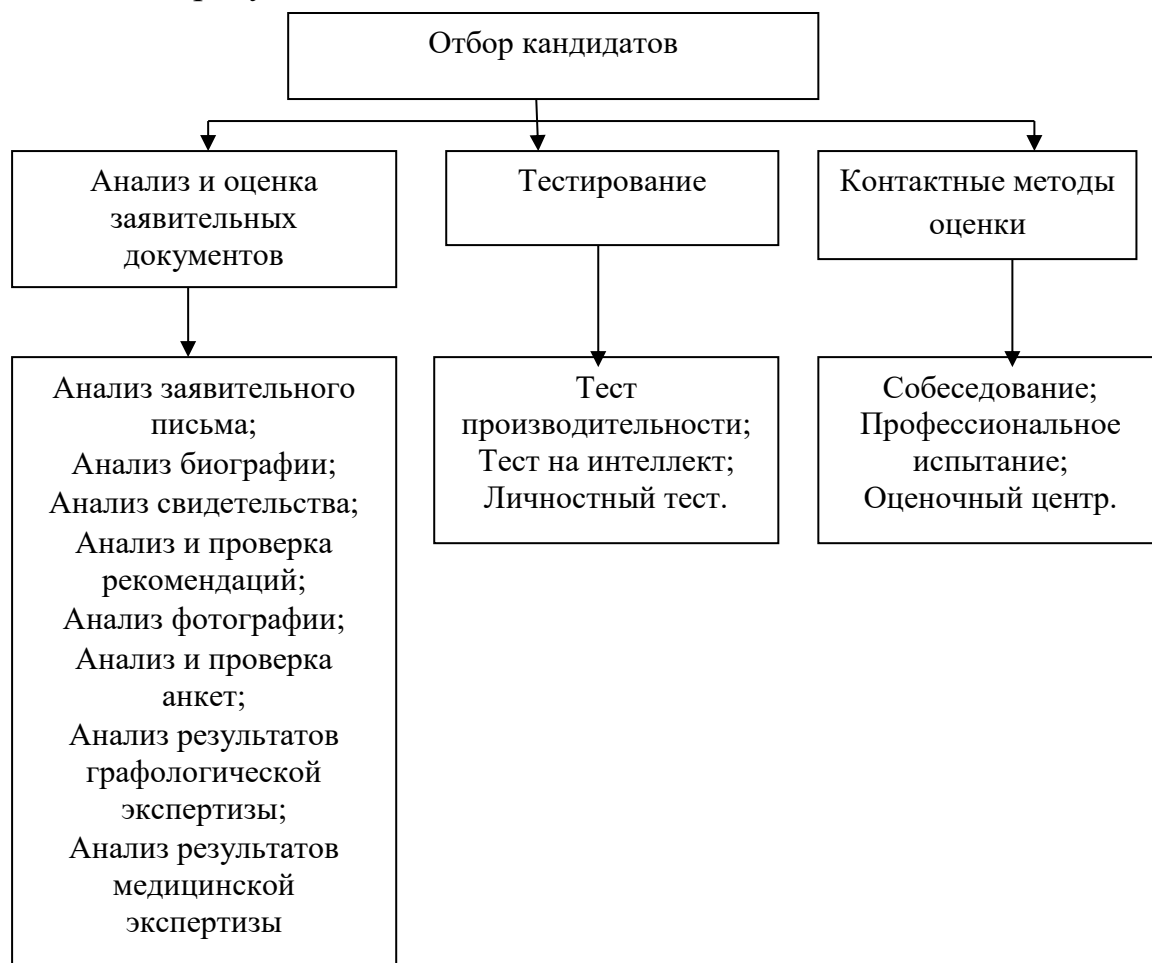 Отбор кандидатов
Анализ и оценка
заявительных
документов
Тестирование
Контактные методы
оценки
Анализ заявительного
письма;
Анализ биографии;
Анализ свидетельства;
Анализ и проверка
рекомендаций;
Анализ фотографии;
Анализ и проверка
анкет;
Анализ результатов
графологической
экспертизы;
Анализ результатов
медицинской
экспертизы
Тест
производительности;
Тест на интеллект;
Личностный тест.
Собеседование;
Профессиональное
испытание;
Оценочный центр.